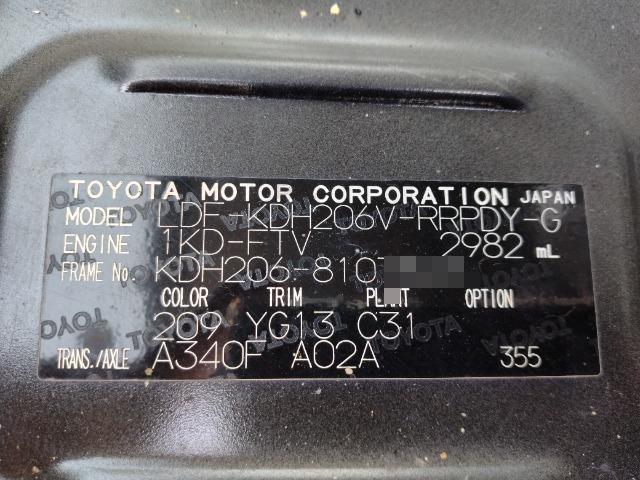 TOYOTA MOTOR CORPORATION JAPAN
MODEL LDF-KDH206V-RRPDY-G
ENGINE 1KD-FTV 2982 mL
FRAME No. KDH206-8107
COLOR TRIM PLANT OPTION
209 YG13 C31
TRANS./AXLE A340F A02A 355